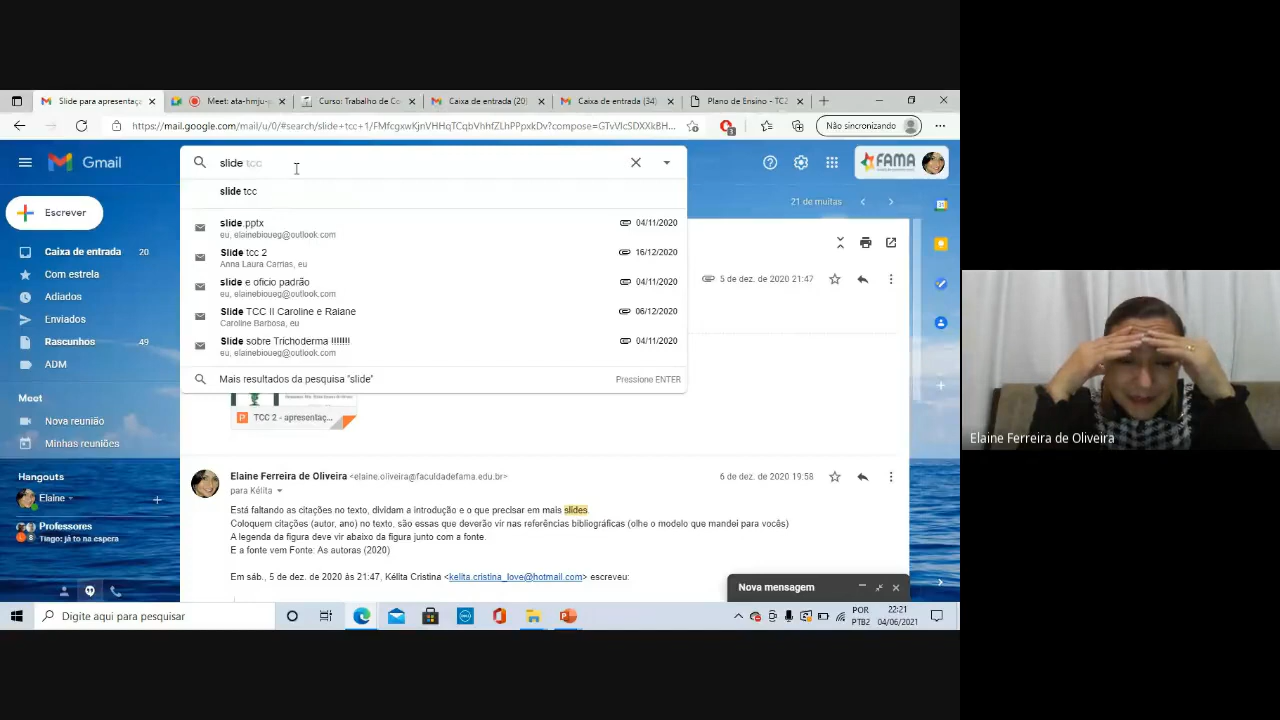 Slide para apresentaç
Meet: ata-hmju-
Curso: Trabalho de Co
Caixa de entrada (20)
Caixa de entrada (34)
Plano de Ensino - TC2
https://mail.google.com/mail/u/0/#search/slide+tcc+1/FMfcgxwKjnVHHqTCqbVhhfZLhPPpxkDv?compose=GTvVlcSDXXkBH...
3
Não sincronizando
Gmail
slide tcc
FAMA
Escrever
slide tcc
21 de muitas
slide.pptx
04/11/2020
eu, elainebioueg@outlook.com
Caixa de entrada 20
Slide tcc 2
16/12/2020
Anna Laura Carrias, eu
Com estrela
slide e oficio padrão
04/11/2020
eu, elainebioueg@outlook.com
5 de dez. de 2020 21:47
Adiados
Slide TCC II Caroline e Raiane
06/12/2020
Caroline Barbosa, eu
Enviados
Slide sobre Trichoderma !!!!!!!
04/11/2020
eu, elainebioueg@outlook.com
Rascunhos 49
ADM
Mais resultados da pesquisa "slide"
Pressione ENTER
Meet
Nova reunião
TCC 2 - apresentaç...
Minhas reuniões
Hangouts
Elaine
Professores
Tiago: já to na espera
Elaine Ferreira de Oliveira <elaine.oliveira@faculdadefama.edu.br>
6 de dez. de 2020 19:58
para Kélita
Está faltando as citações no texto, dividam a introdução e o que precisar em mais slides.
Coloquem citações (autor, ano) no texto, são essas que deverão vir nas referências bibliográficas (olhe o modelo que mandei para vocês)
A legenda da figura deve vir abaixo da figura junto com a fonte.
E a fonte vem Fonte: As autoras (2020)
Em sáb., 5 de dez. de 2020 às 21:47, Kélita Cristina <kelita.cristina_love@hotmail.com> escreveu:
Nova mensagem
Digite aqui para pesquisar
POR
PTB2
22:21
04/06/2021
Elaine Ferreira de Oliveira